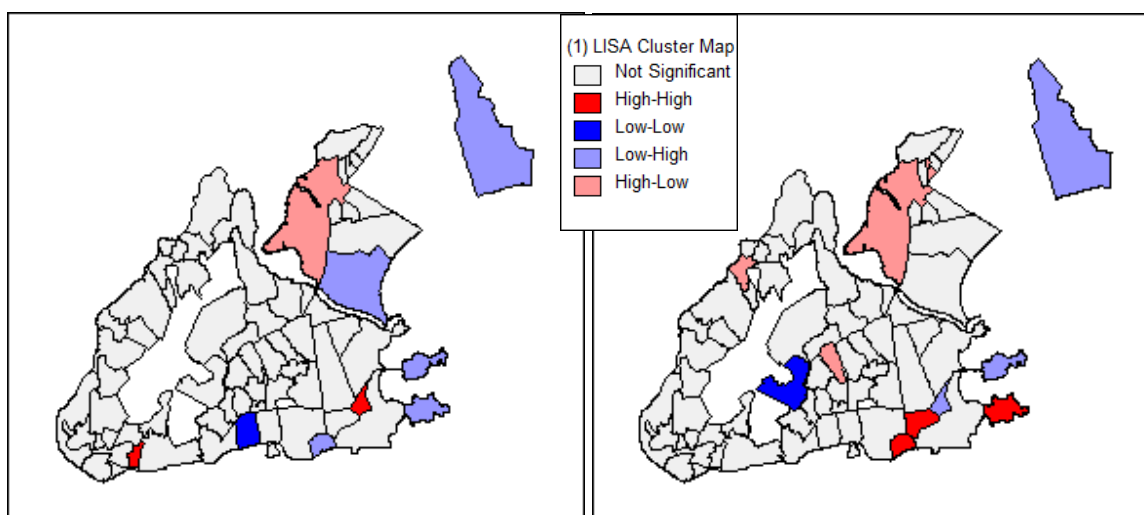 (1) LISA Cluster Map
Not Significant
High-High
Low-Low
Low-High
High-Low